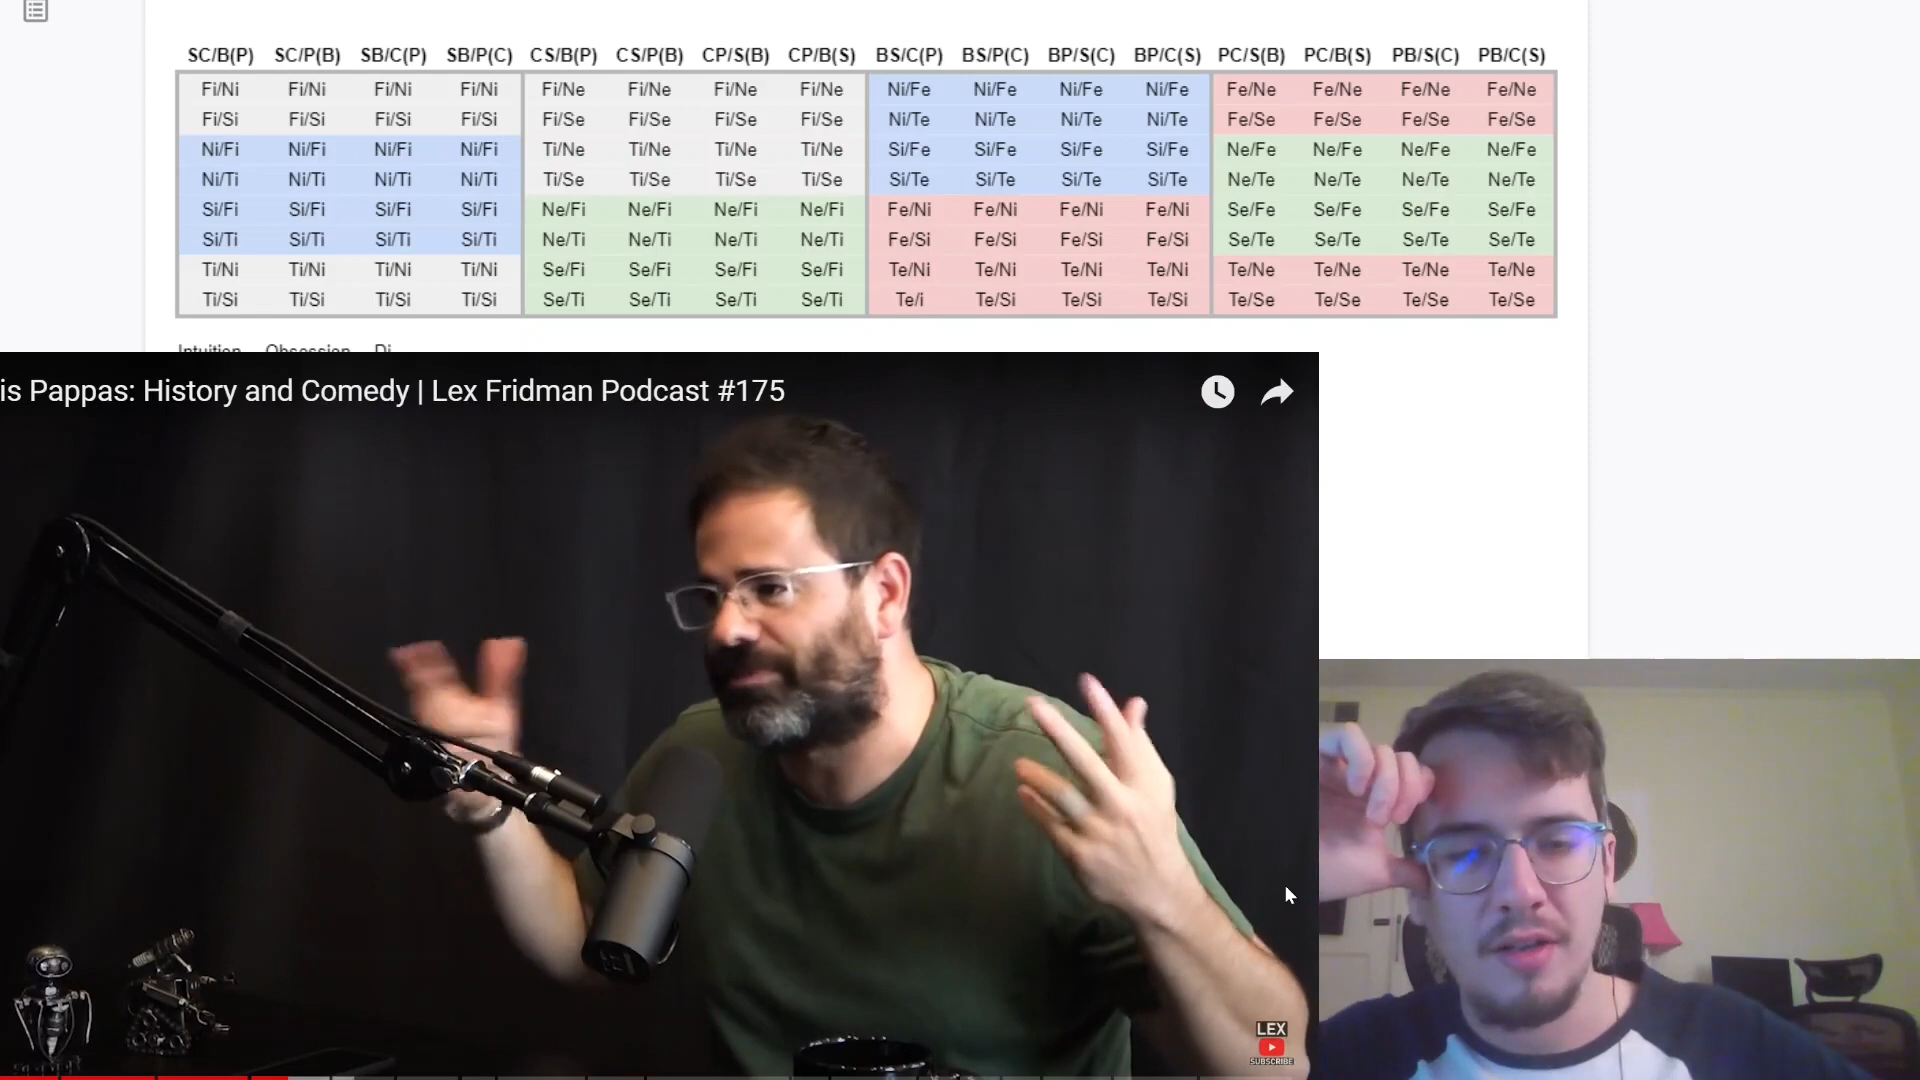 SC/B(P) SC/P(B) SB/C(P) SB/P(C) CS/B(P) CS/P(B) CP/S(B) CP/B(S) BS/C(P) BS/P(C) BP/S(C) BP/C(S) PC/S(B) PC/B(S) PB/S(C) PB/C(S)
Fi/Ni Fi/Ni Fi/Ni Fi/Ni Fi/Ne Fi/Ne Fi/Ne Fi/Ne Ni/Fe Ni/Fe Ni/Fe Ni/Fe Fe/Ne Fe/Ne Fe/Ne Fe/Ne
Fi/Si Fi/Si Fi/Si Fi/Si Fi/Se Fi/Se Fi/Se Fi/Se Ni/Te Ni/Te Ni/Te Ni/Te Fe/Se Fe/Se Fe/Se Fe/Se
Ni/Fi Ni/Fi Ni/Fi Ni/Fi Ti/Ne Ti/Ne Ti/Ne Ti/Ne Si/Fe Si/Fe Si/Fe Si/Fe Ne/Fe Ne/Fe Ne/Fe Ne/Fe
Ni/Ti Ni/Ti Ni/Ti Ni/Ti Ti/Se Ti/Se Ti/Se Ti/Se Si/Te Si/Te Si/Te Si/Te Ne/Te Ne/Te Ne/Te Ne/Te
Si/Fi Si/Fi Si/Fi Si/Fi Ne/Fi Ne/Fi Ne/Fi Ne/Fi Fe/Ni Fe/Ni Fe/Ni Fe/Ni Se/Fe Se/Fe Se/Fe Se/Fe
Si/Ti Si/Ti Si/Ti Si/Ti Ne/Ti Ne/Ti Ne/Ti Ne/Ti Fe/Si Fe/Si Fe/Si Fe/Si Se/Te Se/Te Se/Te Se/Te
Ti/Ni Ti/Ni Ti/Ni Ti/Ni Se/Fi Se/Fi Se/Fi Se/Fi Te/Ni Te/Ni Te/Ni Te/Ni Te/Ne Te/Ne Te/Ne Te/Ne
Ti/Si Ti/Si Ti/Si Ti/Si Se/Ti Se/Ti Se/Ti Se/Ti Te/i Te/Si Te/Si Te/Si Te/Se Te/Se Te/Se Te/Se
Intuition Obsession Di
is Pappas: History and Comedy | Lex Fridman Podcast #175
LEX
SUBSCRIBE